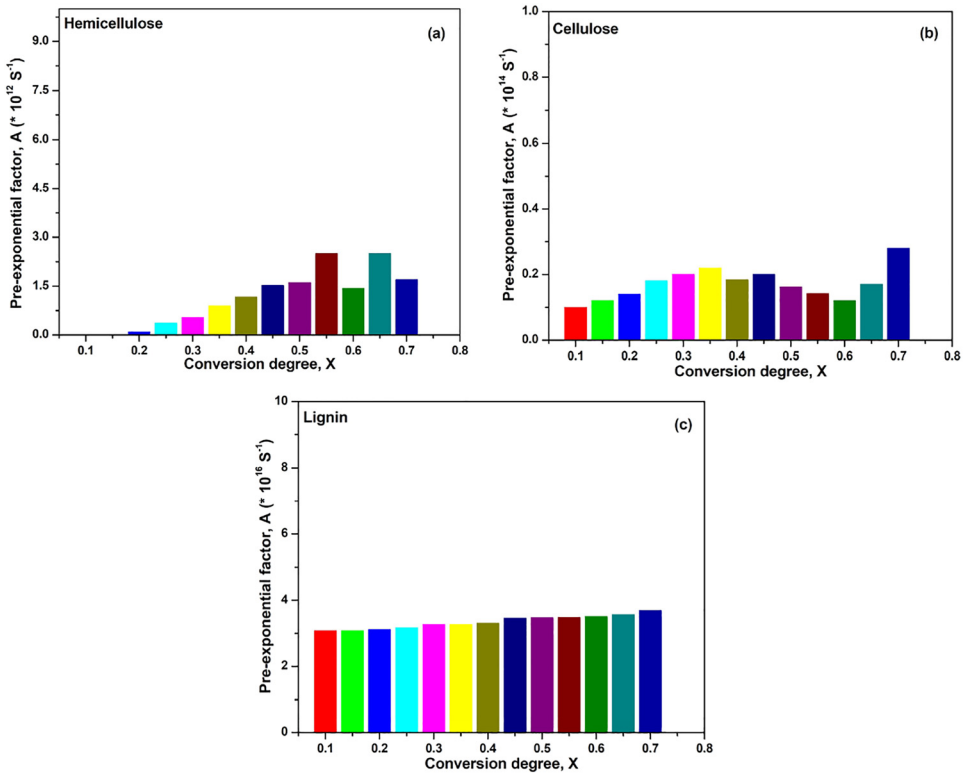 Hemicellulose
(a)
Pre-exponential factor, A (* 10¹² S⁻¹)
9.0
7.5
6.0
4.5
3.0
1.5
0.0
0.1 0.2 0.3 0.4 0.5 0.6 0.7 0.8
Conversion degree, X
Cellulose
(b)
Pre-exponential factor, A (* 10¹⁴ S⁻¹)
1.0
0.8
0.6
0.4
0.2
0.0
0.1 0.2 0.3 0.4 0.5 0.6 0.7 0.8
Conversion degree, X
Lignin
(c)
Pre-exponential factor, A (* 10¹⁶ S⁻¹)
10
8
6
4
2
0
0.1 0.2 0.3 0.4 0.5 0.6 0.7 0.8
Conversion degree, X